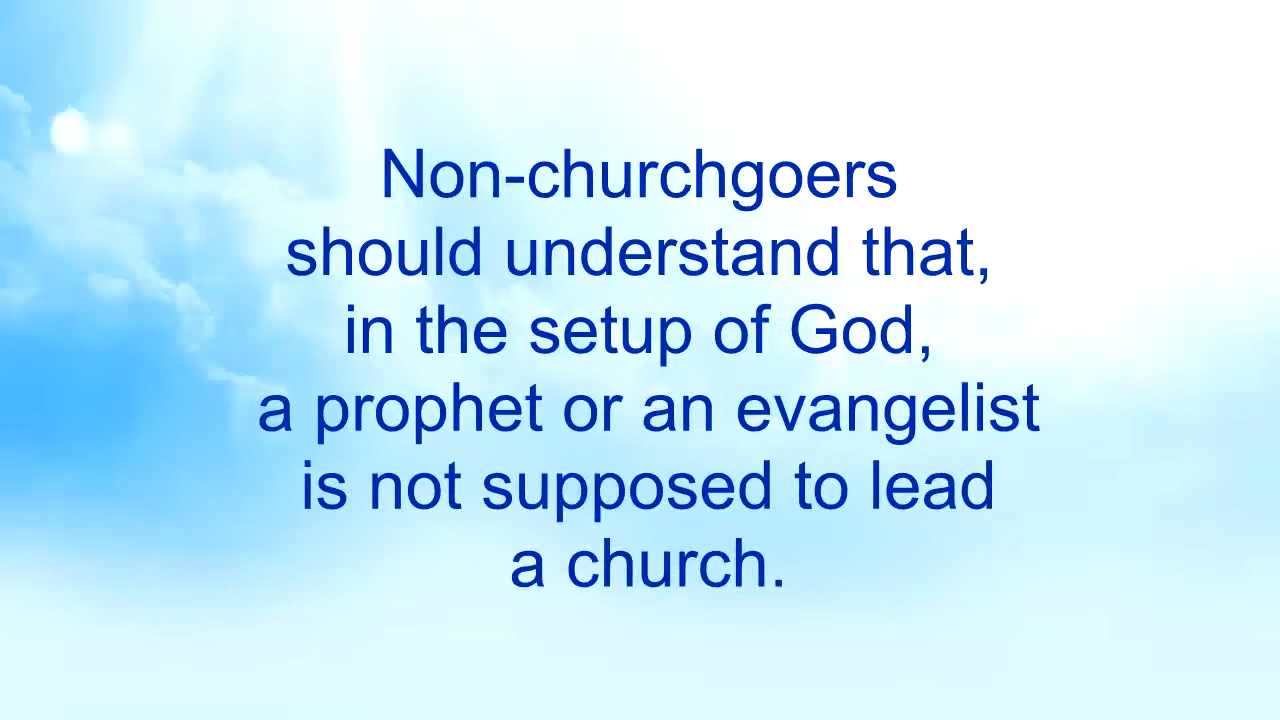 Non-churchgoers
should understand that,
in the setup of God,
a prophet or an evangelist
is not supposed to lead
a church.